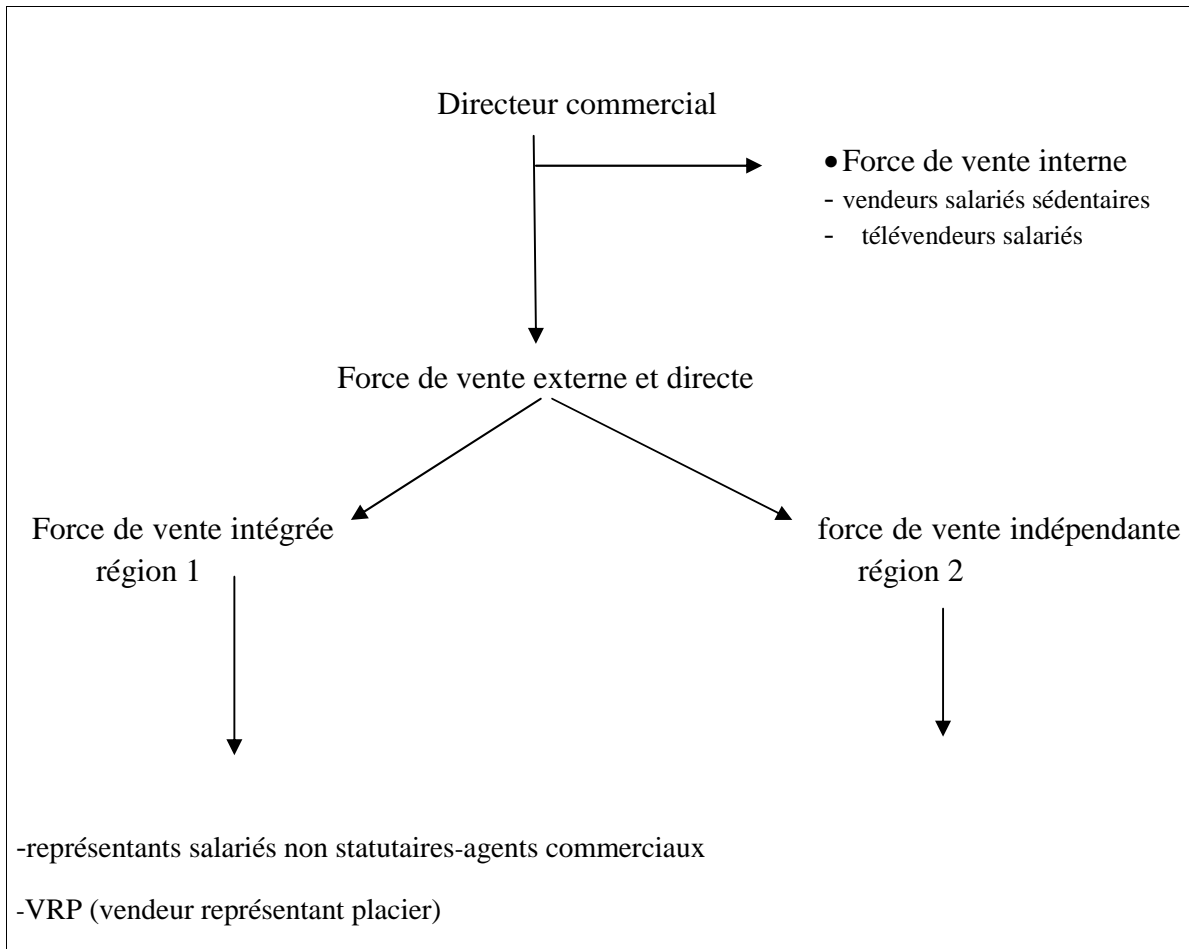 Directeur commercial
•Force de vente interne
- vendeurs salariés sédentaires
- télévendeurs salariés
Force de vente externe et directe
Force de vente intégrée
région 1
force de vente indépendante
région 2
-représentants salariés non statutaires-agents commerciaux
-VRP (vendeur représentant placier)